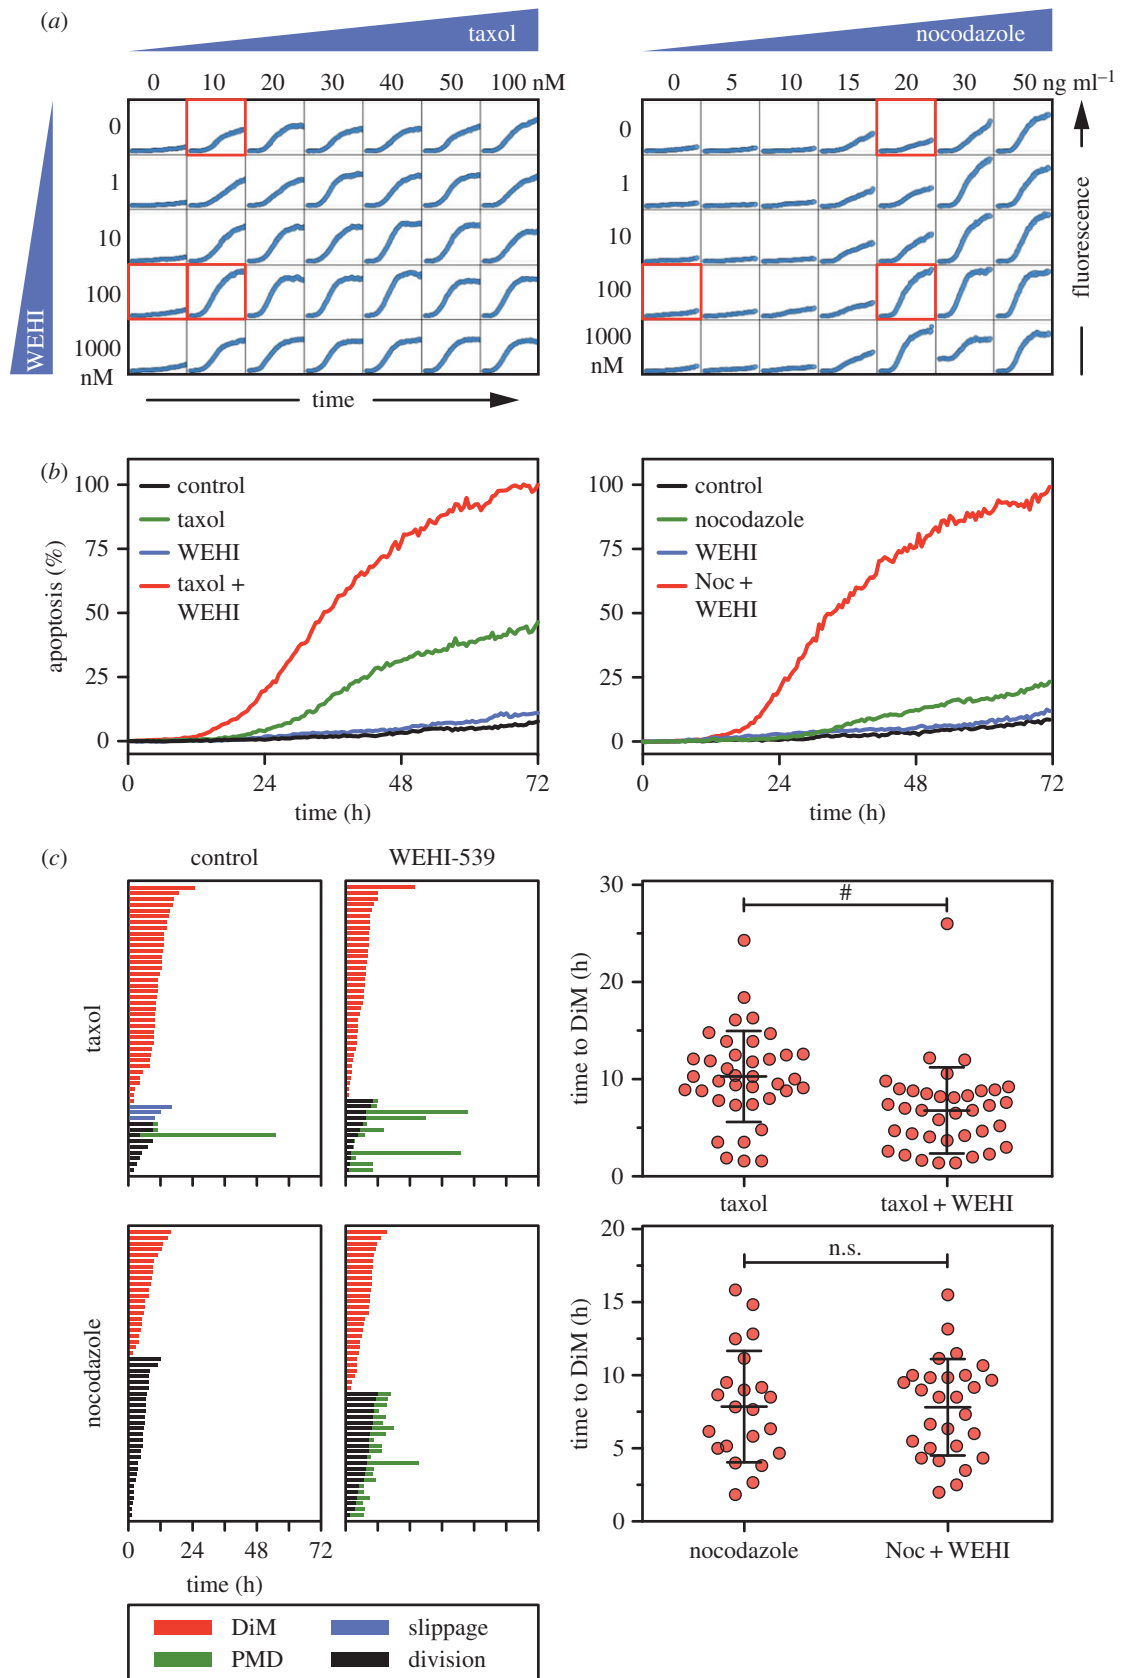 (a)
taxol
nocodazole
0 10 20 30 40 50 100 nM
0 5 10 15 20 30 50 ng ml⁻¹
WEHI
0
1
10
100
1000
nM
0
1
10
100
1000
nM
fluorescence
time
(b)
apoptosis (%)
100
75
50
25
0
control
taxol
WEHI
taxol +
WEHI
0 24 48 72
time (h)
100
75
50
25
0
control
nocodazole
WEHI
Noc +
WEHI
0 24 48 72
time (h)
(c)
control
WEHI-539
taxol
nocodazole
0 24 48 72
time (h)
time to DiM (h)
30
20
10
0
#
taxol
taxol + WEHI
time to DiM (h)
20
15
10
5
0
n.s.
nocodazole
Noc + WEHI
DiM
slippage
PMD
division